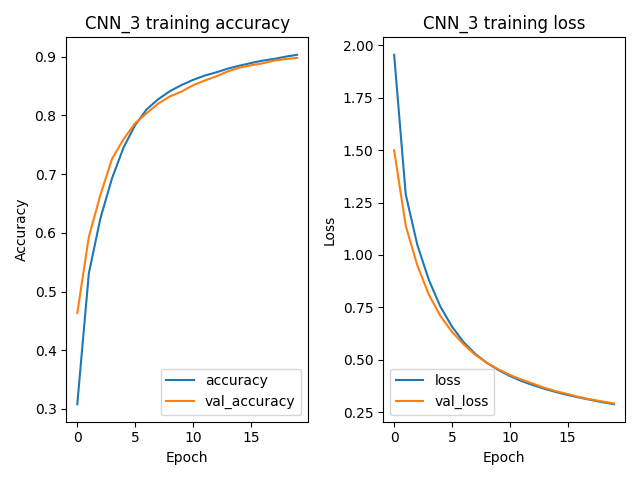 CNN_3 training accuracy
0.9
0.8
0.7
0.6
0.5
0.4
0.3
Accuracy
0
5
10
15
Epoch
accuracy
val_accuracy
CNN_3 training loss
2.00
1.75
1.50
1.25
1.00
0.75
0.50
0.25
Loss
0
5
10
15
Epoch
loss
val_loss